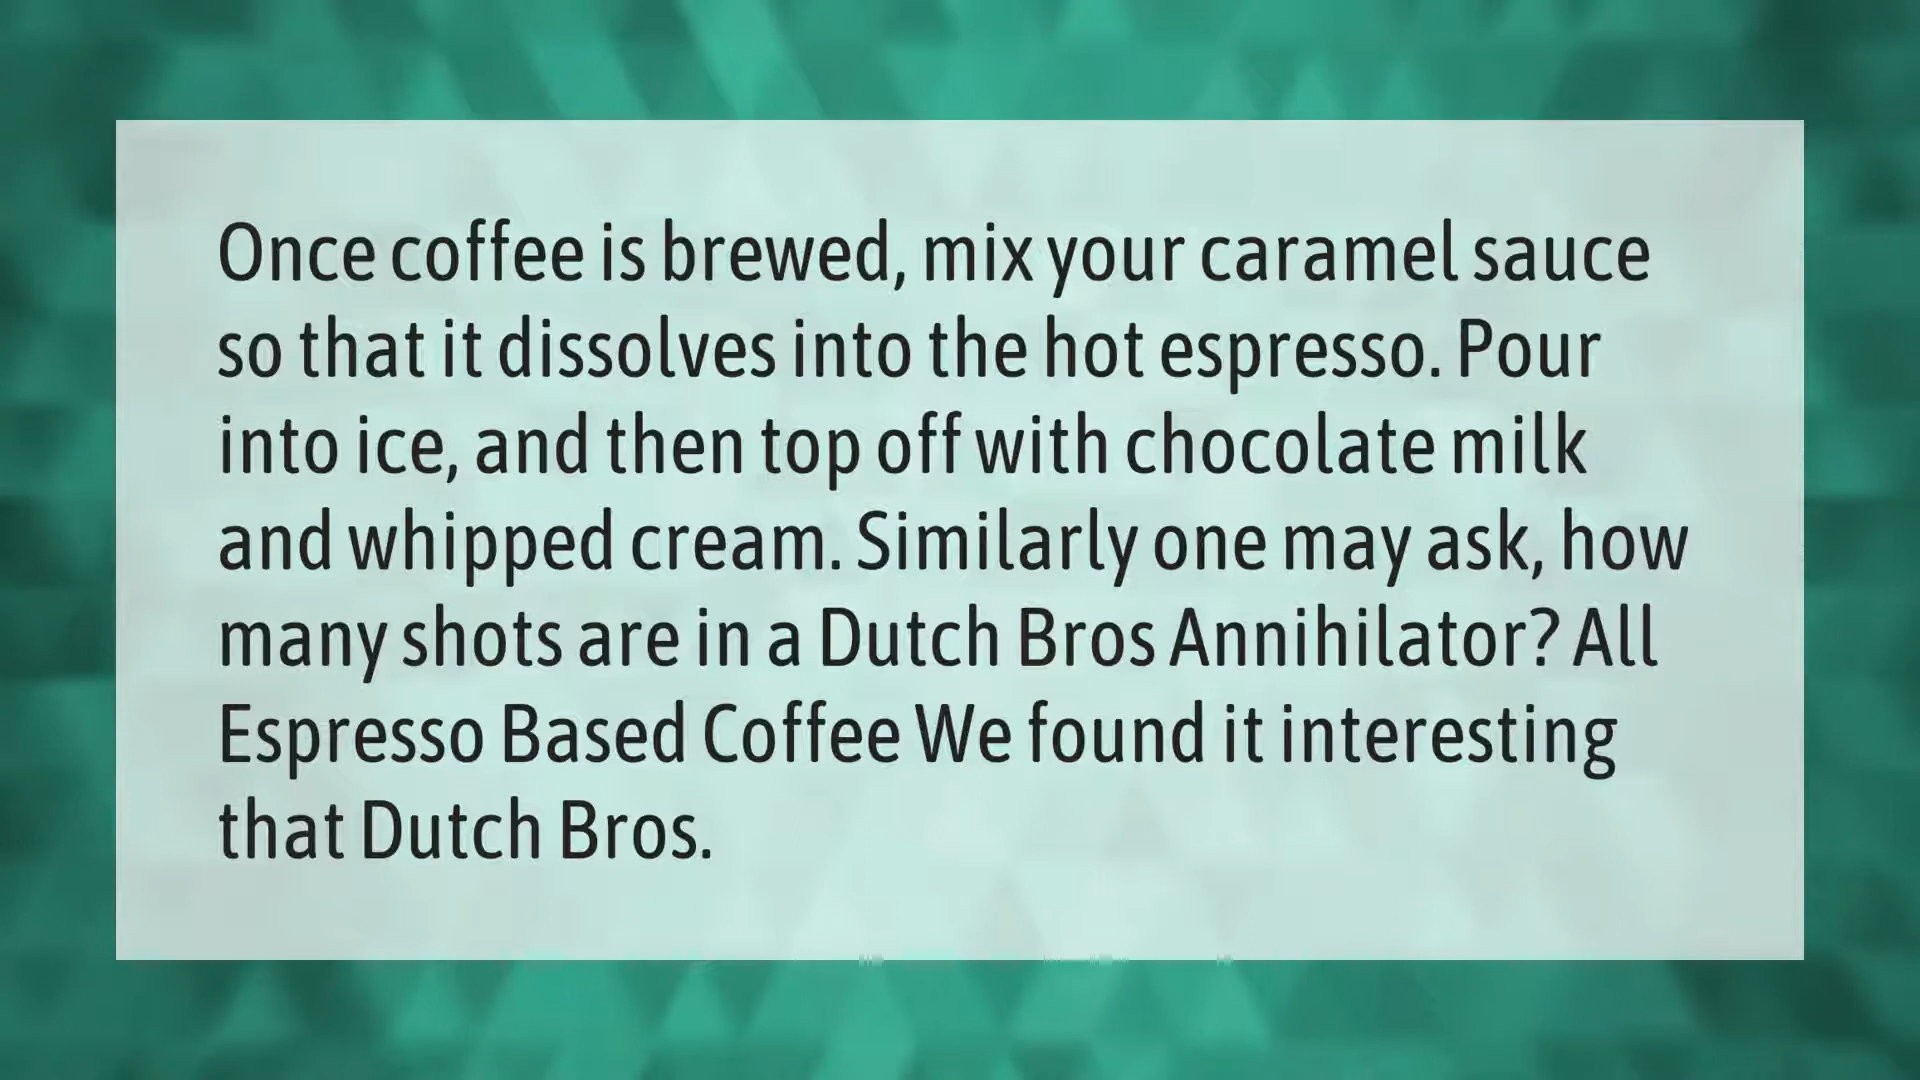 Once coffee is brewed, mix your caramel sauce
so that it dissolves into the hot espresso. Pour
into ice, and then top off with chocolate milk
and whipped cream. Similarly one may ask, how
many shots are in a Dutch Bros Annihilator? All
Espresso Based Coffee We found it interesting
that Dutch Bros.